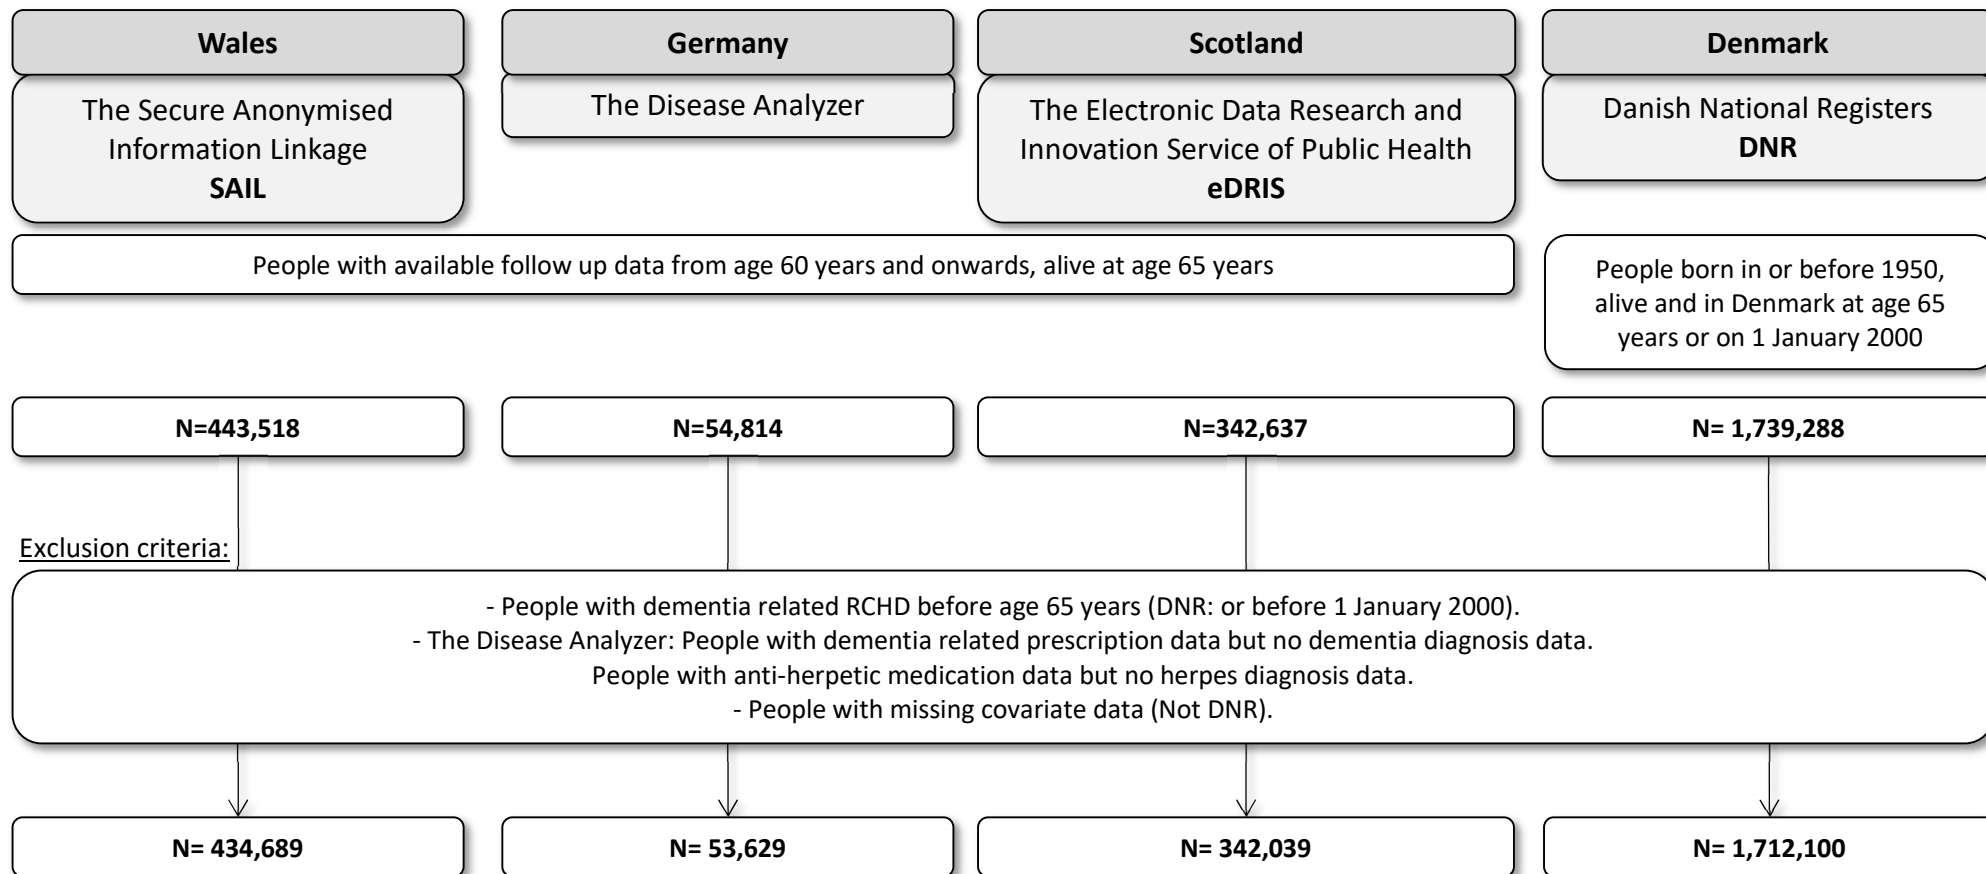 Wales
The Secure Anonymised
Information Linkage
SAIL
Germany
The Disease Analyzer
Scotland
The Electronic Data Research and
Innovation Service of Public Health
eDRIS
Denmark
Danish National Registers
DNR
People with available follow up data from age 60 years and onwards, alive at age 65 years
People born in or before 1950,
alive and in Denmark at age 65
years or on 1 January 2000
N=443,518
N=54,814
N=342,637
N= 1,739,288
Exclusion criteria:
- People with dementia related RCHD before age 65 years (DNR: or before 1 January 2000).
- The Disease Analyzer: People with dementia related prescription data but no dementia diagnosis data.
People with anti-herpetic medication data but no herpes diagnosis data.
- People with missing covariate data (Not DNR).
N= 434,689
N= 53,629
N= 342,039
N= 1,712,100